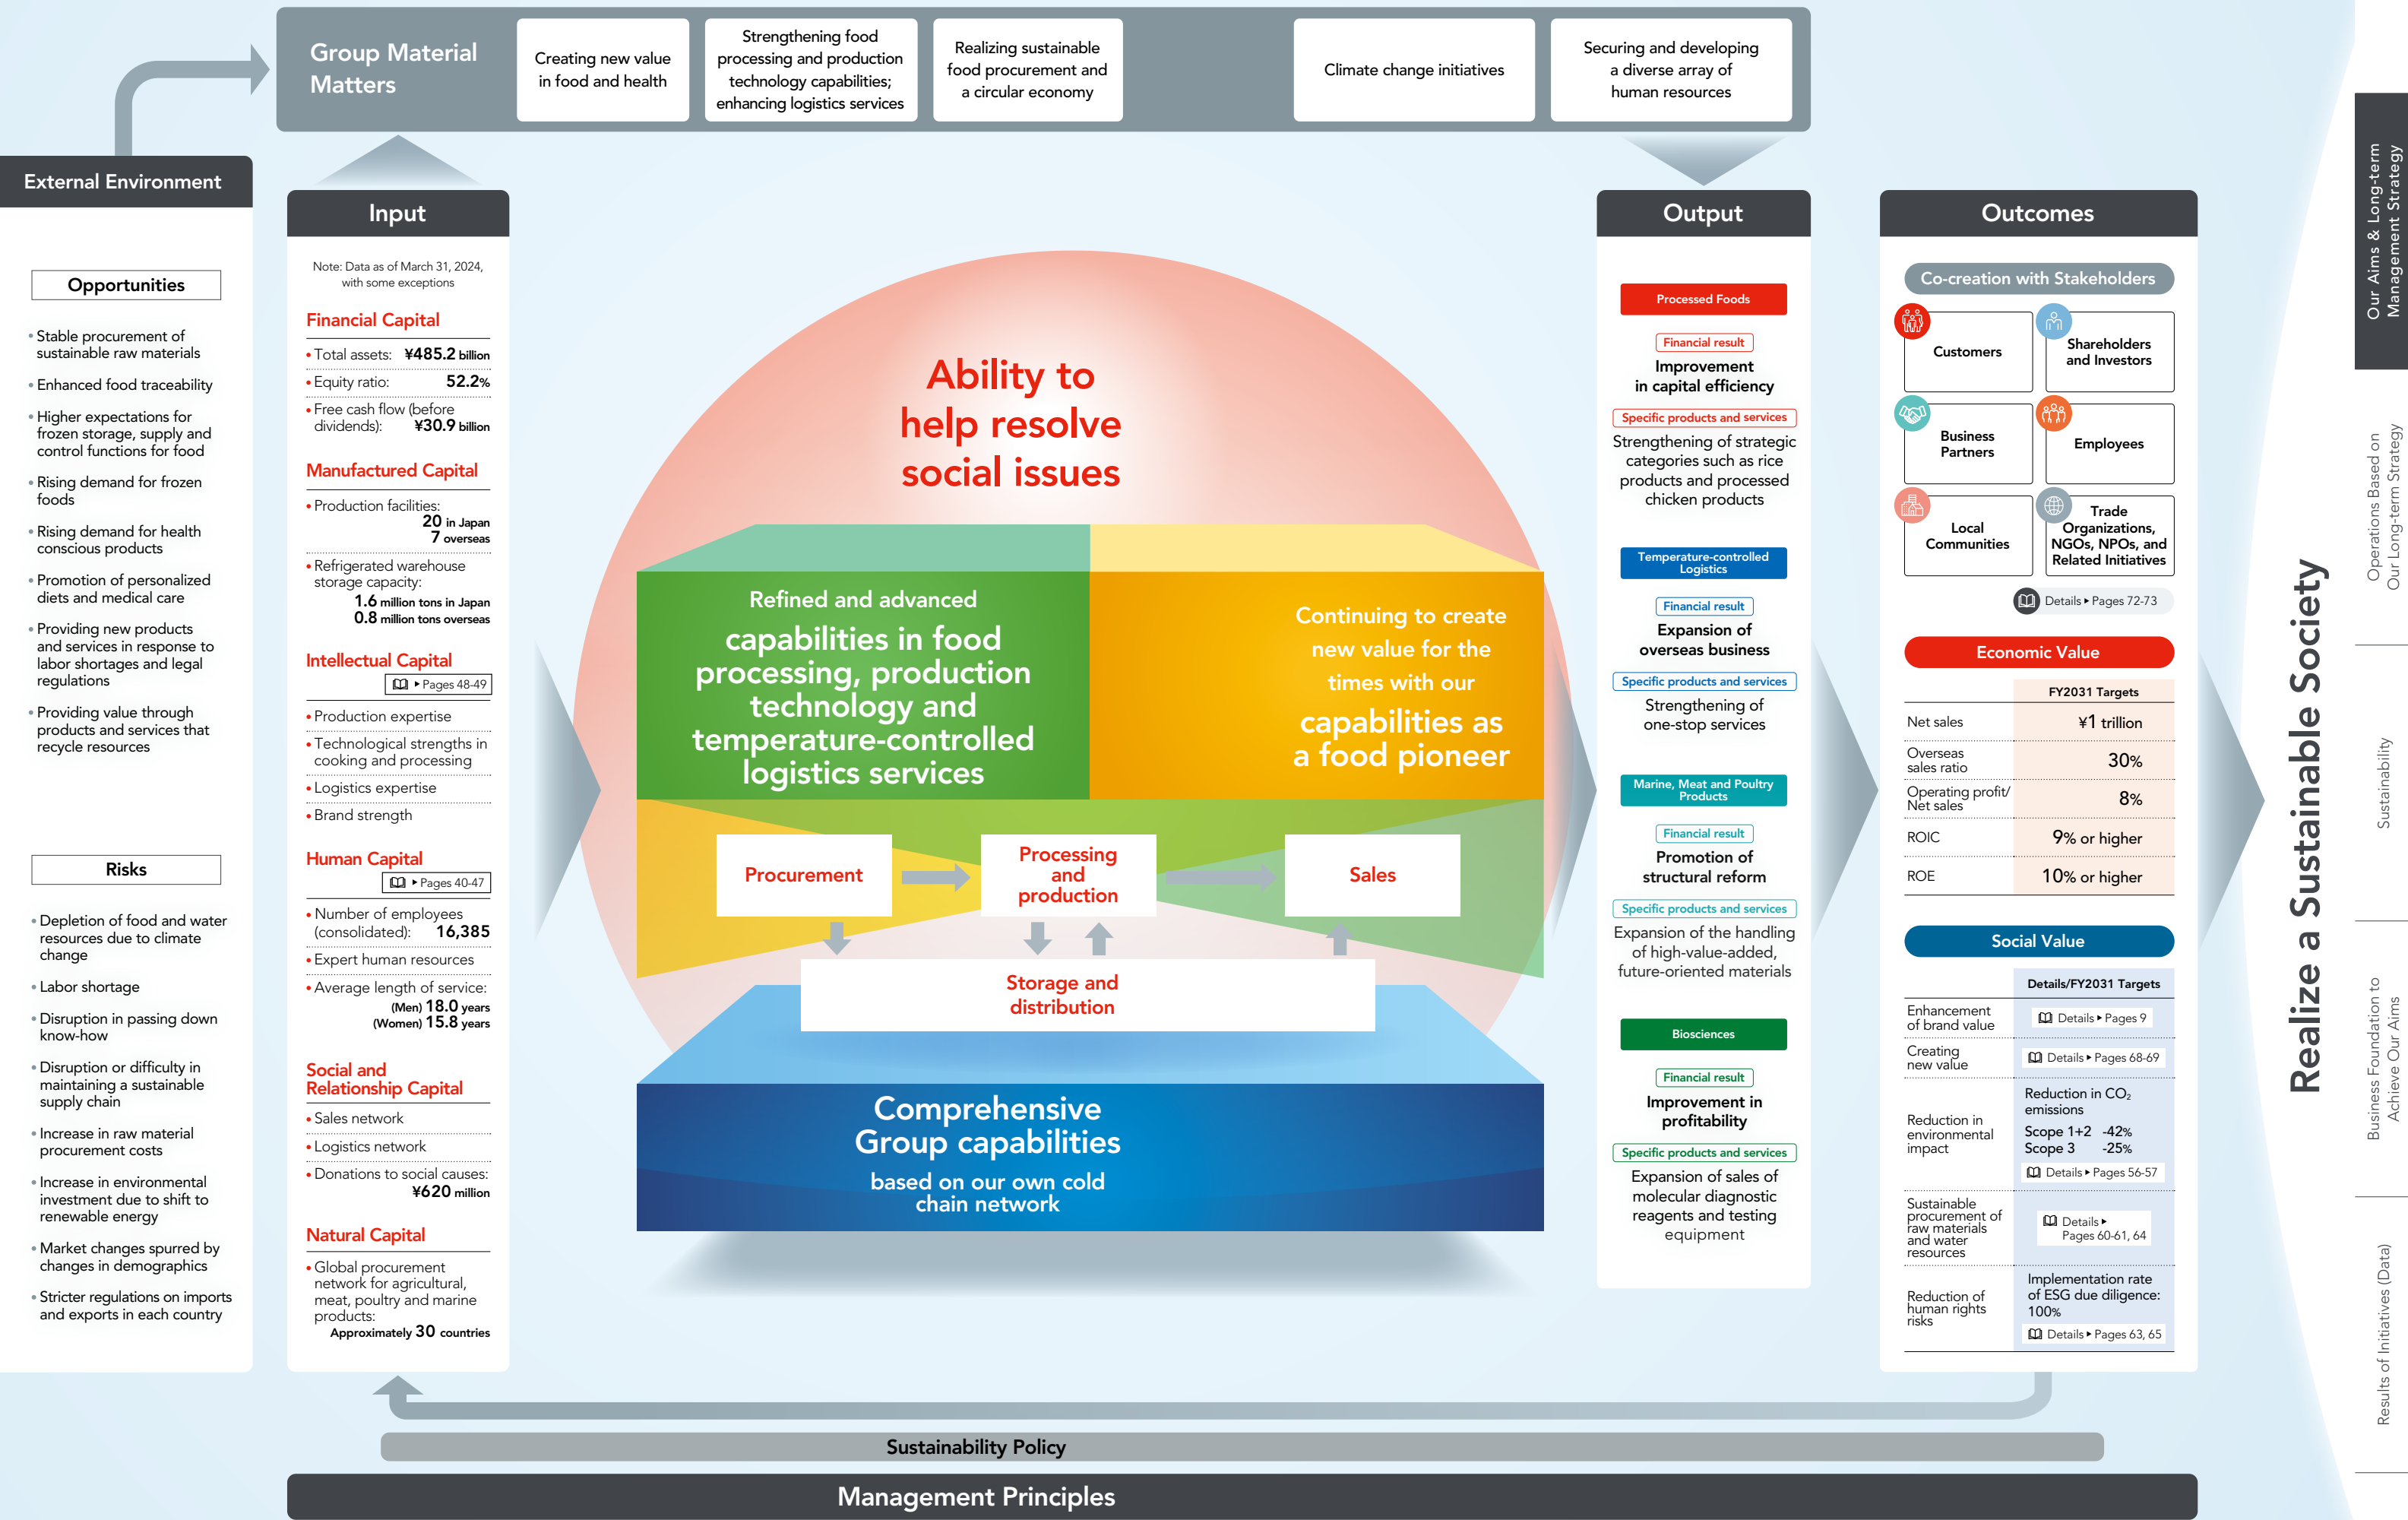 Group Material
Matters
Creating new value
in food and health
Strengthening food
processing and production
technology capabilities;
enhancing logistics services
Realizing sustainable
food procurement and
a circular economy
Climate change initiatives
Securing and developing
a diverse array of
human resources
External Environment
Opportunities
• Stable procurement of
sustainable raw materials
• Enhanced food traceability
• Higher expectations for
frozen storage, supply and
control functions for food
• Rising demand for frozen
foods
• Rising demand for health
conscious products
• Promotion of personalized
diets and medical care
• Providing new products
and services in response to
labor shortages and legal
regulations
• Providing value through
products and services that
recycle resources
Risks
• Depletion of food and water
resources due to climate
change
• Labor shortage
• Disruption in passing down
know-how
• Disruption or difficulty in
maintaining a sustainable
supply chain
• Increase in raw material
procurement costs
• Increase in environmental
investment due to shift to
renewable energy
• Market changes spurred by
changes in demographics
• Stricter regulations on imports
and exports in each country
Input
Note: Data as of March 31, 2024,
with some exceptions
Financial Capital
• Total assets: ¥485.2 billion
• Equity ratio: 52.2%
• Free cash flow (before
dividends): ¥30.9 billion
Manufactured Capital
• Production facilities:
20 in Japan
7 overseas
• Refrigerated warehouse
storage capacity:
1.6 million tons in Japan
0.8 million tons overseas
Intellectual Capital
▶ Pages 48-49
• Production expertise
• Technological strengths in
cooking and processing
• Logistics expertise
• Brand strength
Human Capital
▶ Pages 40-47
• Number of employees
(consolidated): 16,385
• Expert human resources
• Average length of service:
(Men) 18.0 years
(Women) 15.8 years
Social and
Relationship Capital
• Sales network
• Logistics network
• Donations to social causes:
¥620 million
Natural Capital
• Global procurement
network for agricultural,
meat, poultry and marine
products:
Approximately 30 countries
Ability to
help resolve
social issues
Refined and advanced
capabilities in food
processing, production
technology and
temperature-controlled
logistics services
Continuing to create
new value for the
times with our
capabilities as
a food pioneer
Procurement
Processing
and
production
Sales
Storage and
distribution
Comprehensive
Group capabilities
based on our own cold
chain network
Output
Processed Foods
Financial result
Improvement
in capital efficiency
Specific products and services
Strengthening of strategic
categories such as rice
products and processed
chicken products
Temperature-controlled
Logistics
Financial result
Expansion of
overseas business
Specific products and services
Strengthening of
one-stop services
Marine, Meat and Poultry
Products
Financial result
Promotion of
structural reform
Specific products and services
Expansion of the handling
of high-value-added,
future-oriented materials
Biosciences
Financial result
Improvement in
profitability
Specific products and services
Expansion of sales of
molecular diagnostic
reagents and testing
equipment
Outcomes
Co-creation with Stakeholders
Customers
Shareholders
and Investors
Business
Partners
Employees
Local
Communities
Trade
Organizations,
NGOs, NPOs, and
Related Initiatives
Details ▶ Pages 72-73
Economic Value
FY2031 Targets
Net sales ¥1 trillion
Overseas
sales ratio 30%
Operating profit/
Net sales 8%
ROIC 9% or higher
ROE 10% or higher
Social Value
Details/FY2031 Targets
Enhancement
of brand value
Details ▶ Pages 9
Creating
new value
Details ▶ Pages 68-69
Reduction in
environmental
impact
Reduction in CO₂
emissions
Scope 1+2 -42%
Scope 3 -25%
Details ▶ Pages 56-57
Sustainable
procurement of
raw materials
and water
resources
Details ▶
Pages 60-61, 64
Reduction of
human rights
risks
Implementation rate
of ESG due diligence:
100%
Details ▶ Pages 63, 65
Realize a Sustainable Society
Sustainability Policy
Management Principles
Our Aims & Long-term
Management Strategy
Operations Based on
Our Long-term Strategy
Sustainability
Business Foundation to
Achieve Our Aims
Results of Initiatives (Data)